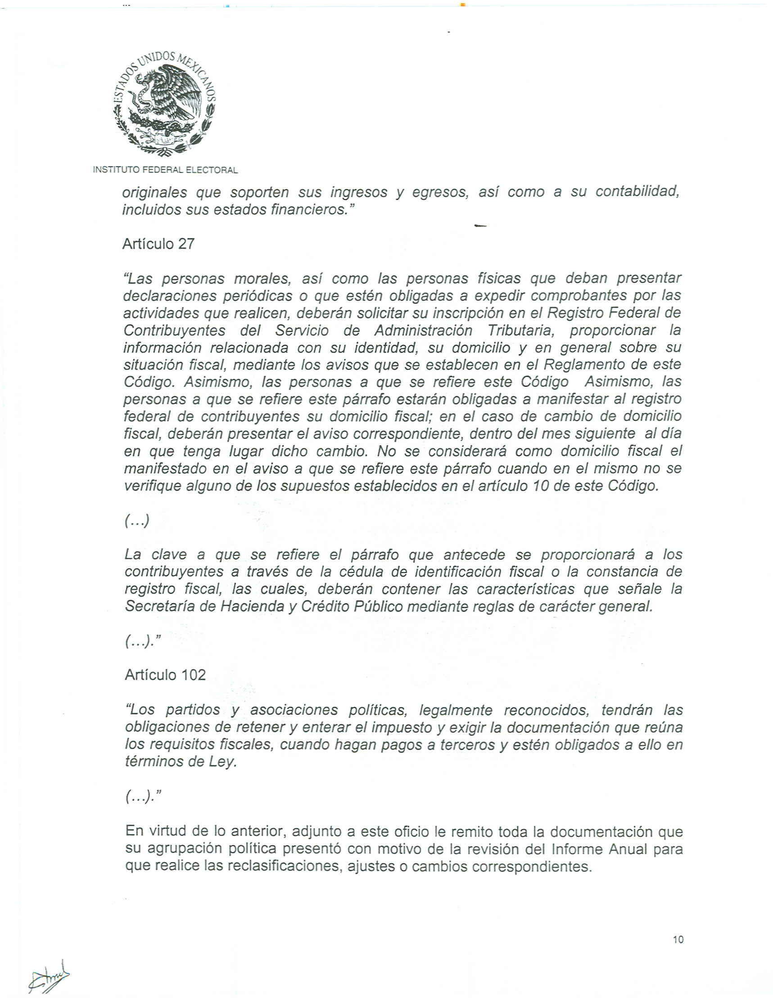 ESTADOS UNIDOS MEXICANOS
INSTITUTO FEDERAL ELECTORAL
originales que soporten sus ingresos y egresos, así como a su contabilidad,
incluidos sus estados financieros.”
Artículo 27
“Las personas morales, así como las personas físicas que deban presentar
declaraciones periódicas o que estén obligadas a expedir comprobantes por las
actividades que realicen, deberán solicitar su inscripción en el Registro Federal de
Contribuyentes del Servicio de Administración Tributaria, proporcionar la
información relacionada con su identidad, su domicilio y en general sobre su
situación fiscal, mediante los avisos que se establecen en el Reglamento de este
Código. Asimismo, las personas a que se refiere este Código Asimismo, las
personas a que se refiere este párrafo estarán obligadas a manifestar al registro
federal de contribuyentes su domicilio fiscal; en el caso de cambio de domicilio
fiscal, deberán presentar el aviso correspondiente, dentro del mes siguiente al día
en que tenga lugar dicho cambio. No se considerará como domicilio fiscal el
manifestado en el aviso a que se refiere este párrafo cuando en el mismo no se
verifique alguno de los supuestos establecidos en el artículo 10 de este Código.
(...)
La clave a que se refiere el párrafo que antecede se proporcionará a los
contribuyentes a través de la cédula de identificación fiscal o la constancia de
registro fiscal, las cuales, deberán contener las características que señale la
Secretaría de Hacienda y Crédito Público mediante reglas de carácter general.
(...).”
Artículo 102
“Los partidos y asociaciones políticas, legalmente reconocidos, tendrán las
obligaciones de retener y enterar el impuesto y exigir la documentación que reúna
los requisitos fiscales, cuando hagan pagos a terceros y estén obligados a ello en
términos de Ley.
(...).”
En virtud de lo anterior, adjunto a este oficio le remito toda la documentación que
su agrupación política presentó con motivo de la revisión del Informe Anual para
que realice las reclasificaciones, ajustes o cambios correspondientes.
10